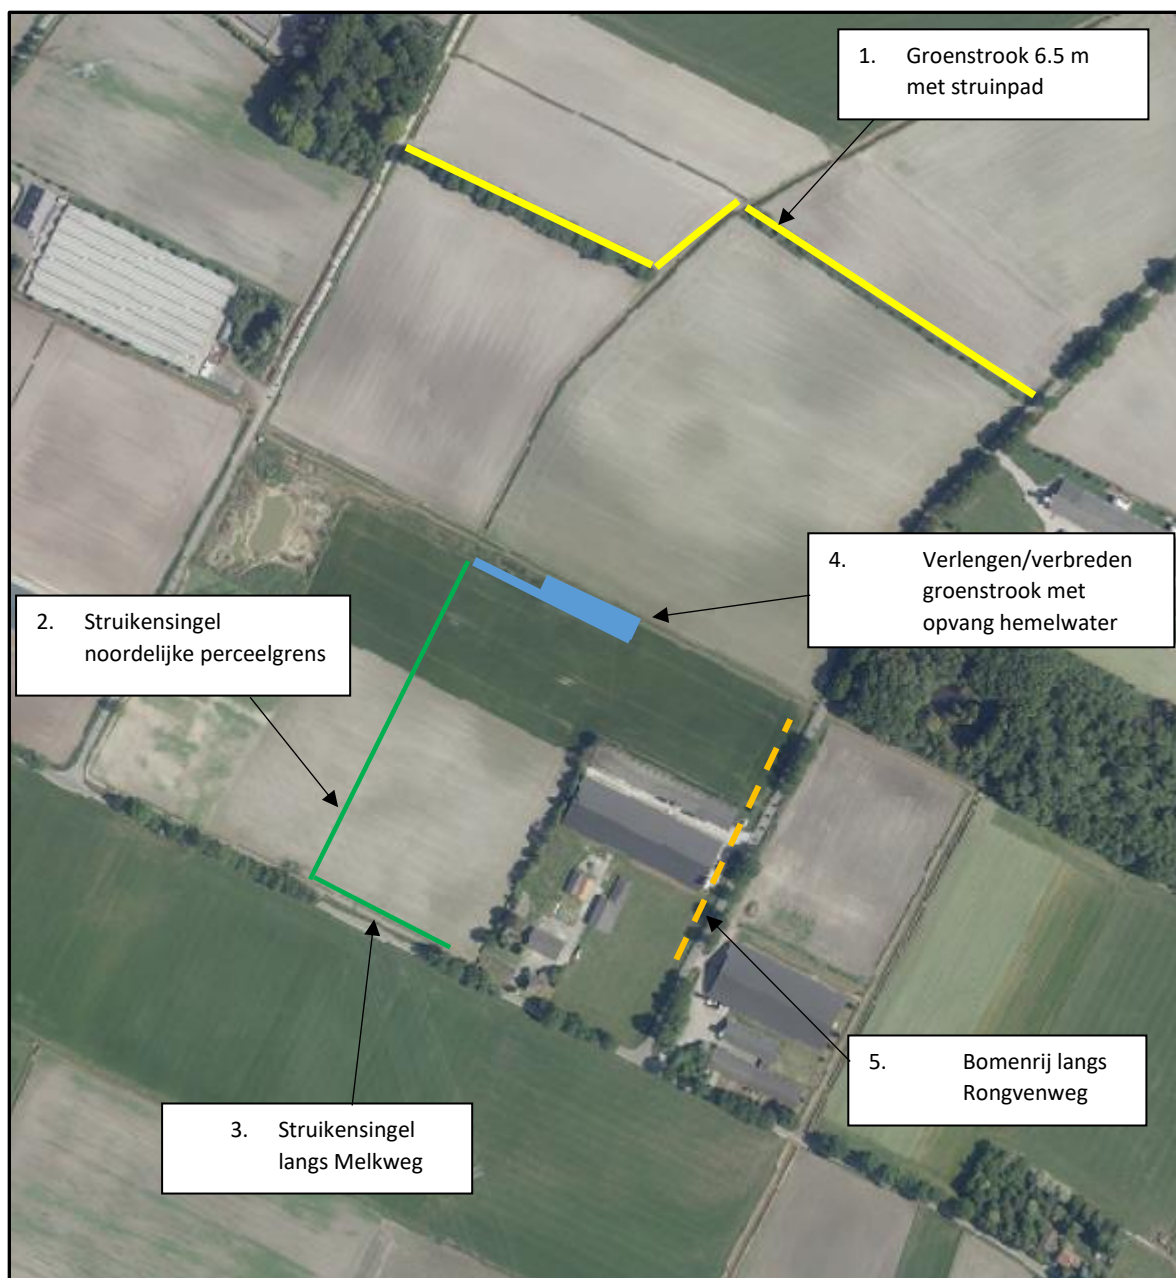 1. Groenstrook 6.5 m
met struinpad
4. Verlengen/verbreden
groenstrook met
opvang hemelwater
2. Struikensingel
noordelijke perceelgrens
5. Bomenrij langs
Rongvenweg
3. Struikensingel
langs Melkweg